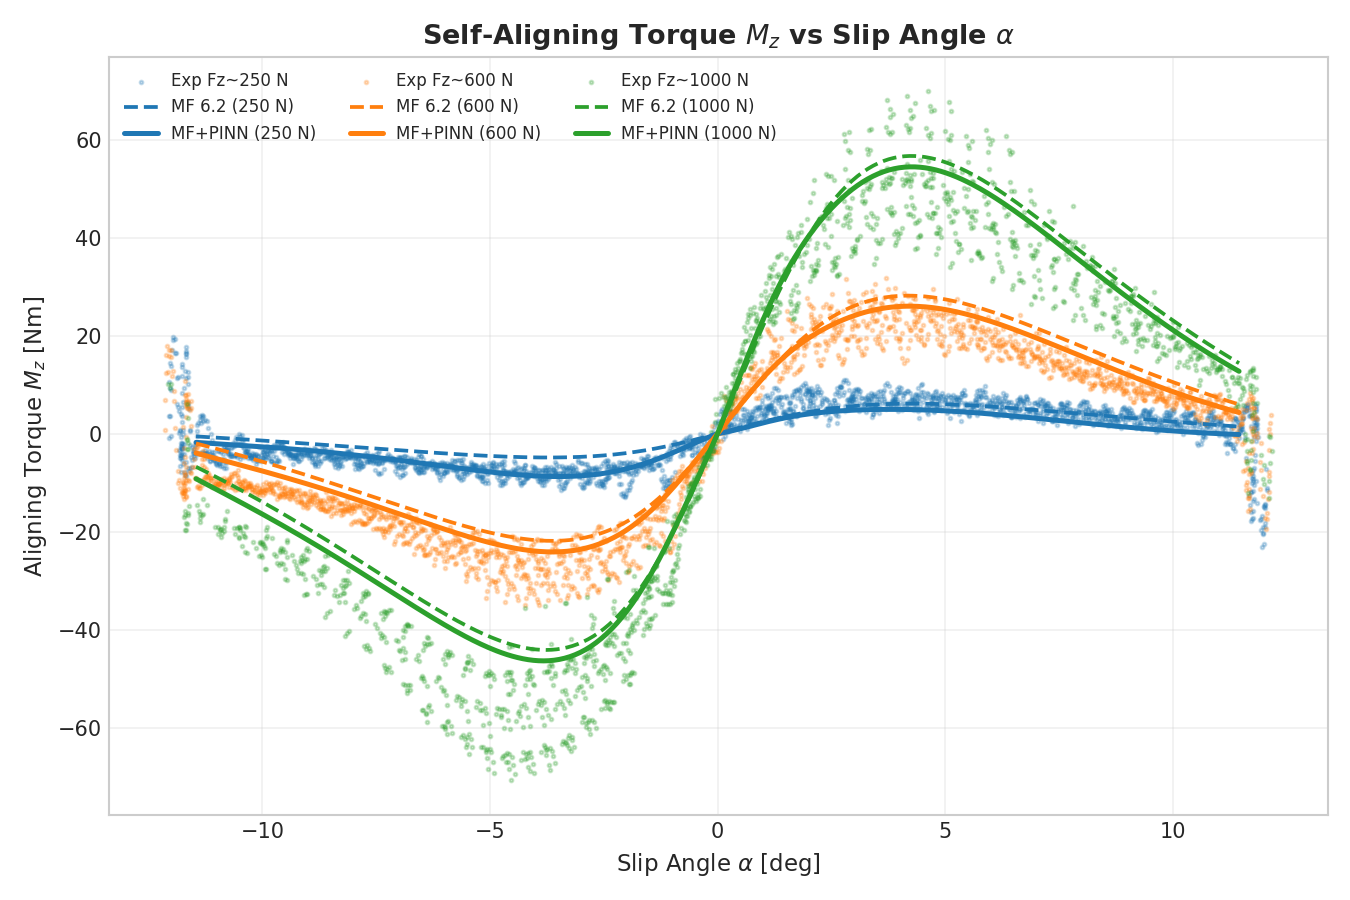 Self-Aligning Torque M_z vs Slip Angle α
Exp Fz~250 N
MF 6.2 (250 N)
MF+PINN (250 N)
Exp Fz~600 N
MF 6.2 (600 N)
MF+PINN (600 N)
Exp Fz~1000 N
MF 6.2 (1000 N)
MF+PINN (1000 N)
Aligning Torque M_z [Nm]
60
40
20
0
−20
−40
−60
−10
−5
0
5
10
Slip Angle α [deg]